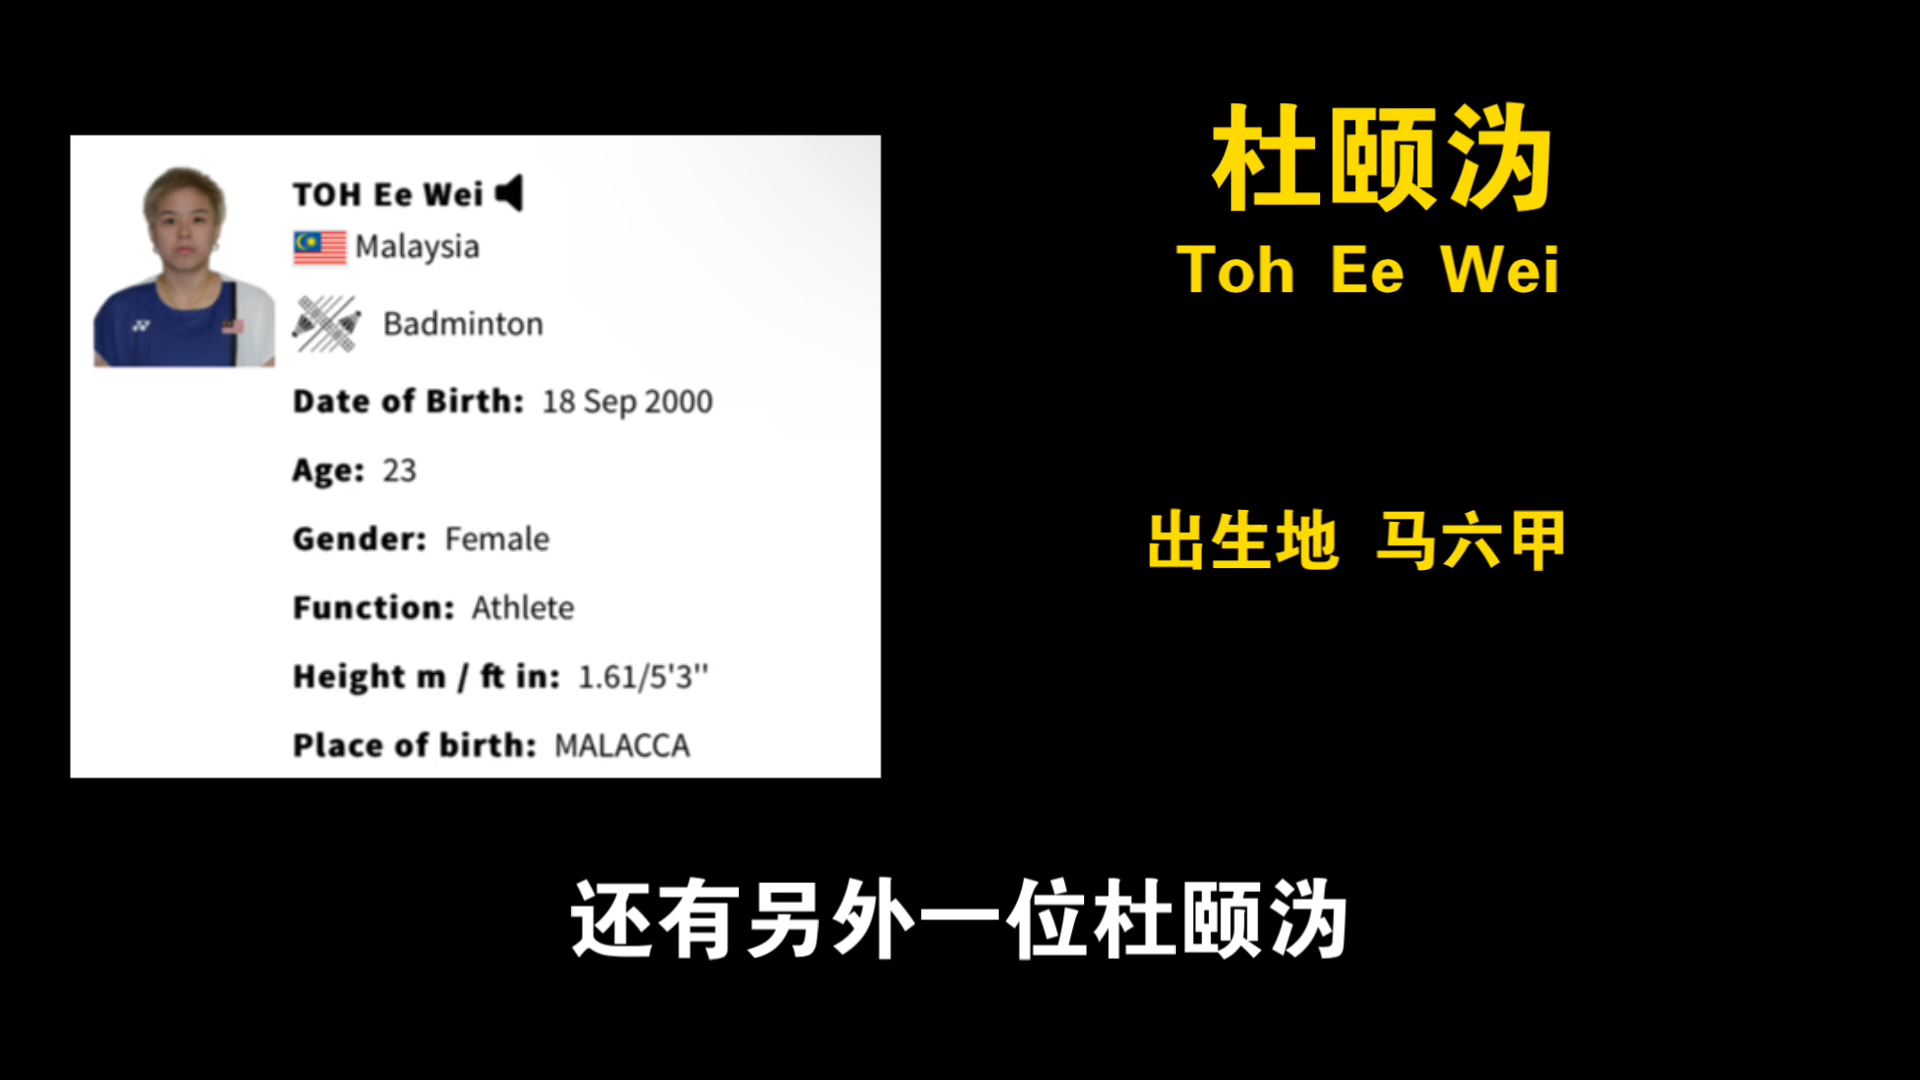 TOH Ee Wei
Malaysia
Badminton
Date of Birth: 18 Sep 2000
Age: 23
Gender: Female
Function: Athlete
Height m / ft in: 1.61/5'3''
Place of birth: MALACCA
杜颐沩
Toh Ee Wei
出生地 马六甲
还有另外一位杜颐沩